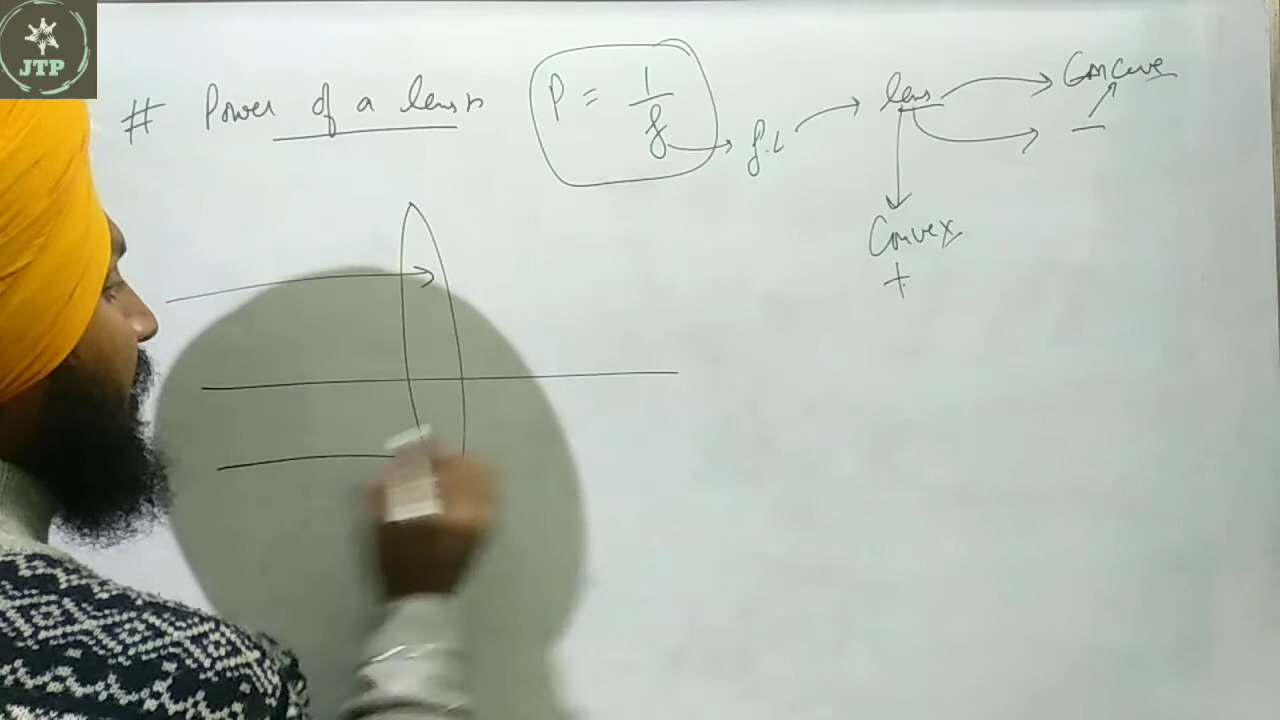 JTP
# Power of a lens P = 1/f f.L lens Concave
—
Convex
+